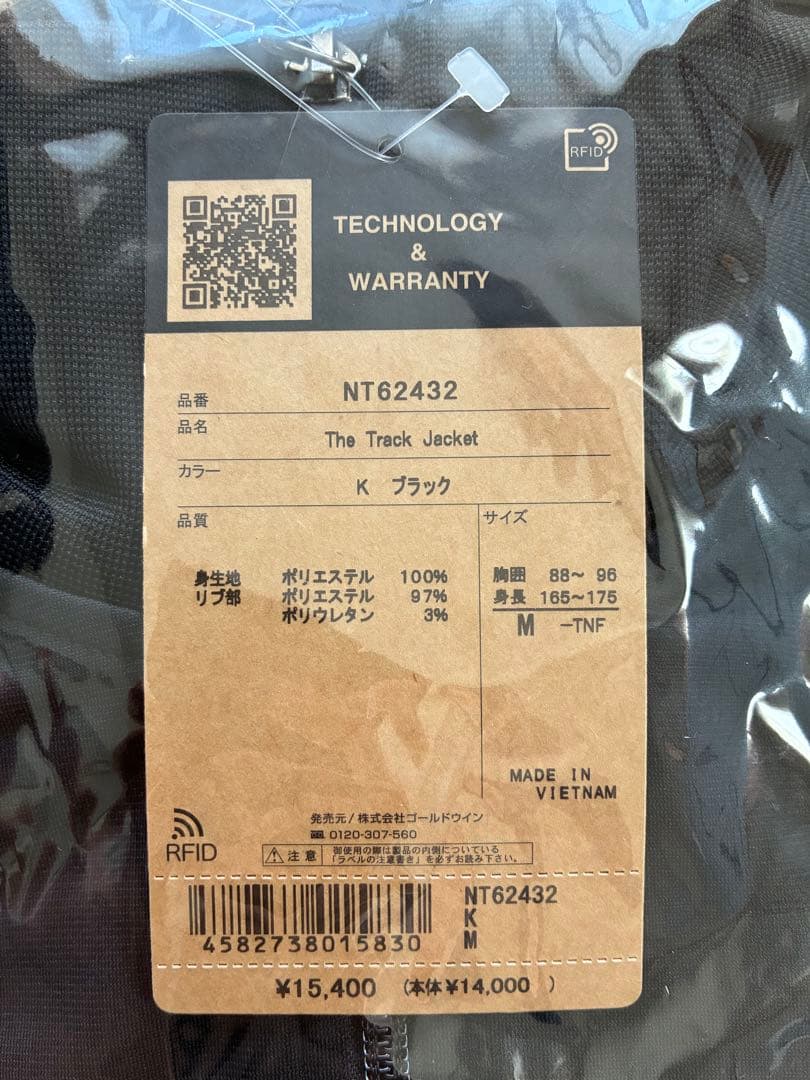 RFID
TECHNOLOGY
&
WARRANTY
品番 NT62432
品名 The Track Jacket
カラー K ブラック
品質
身生地 ポリエステル 100%
リブ部 ポリエステル 97%
ポリウレタン 3%
サイズ
胸囲 88〜 96
身長 165〜175
M -TNF
MADE IN
VIETNAM
発売元/株式会社ゴールドウイン
0120-307-560
RFID
注意 御使用の際は製品の内側についている
「ラベルの注意書き」を必ずお読み下さい。
4582738015830
NT62432
K
M
¥15,400 (本体¥14,000 )